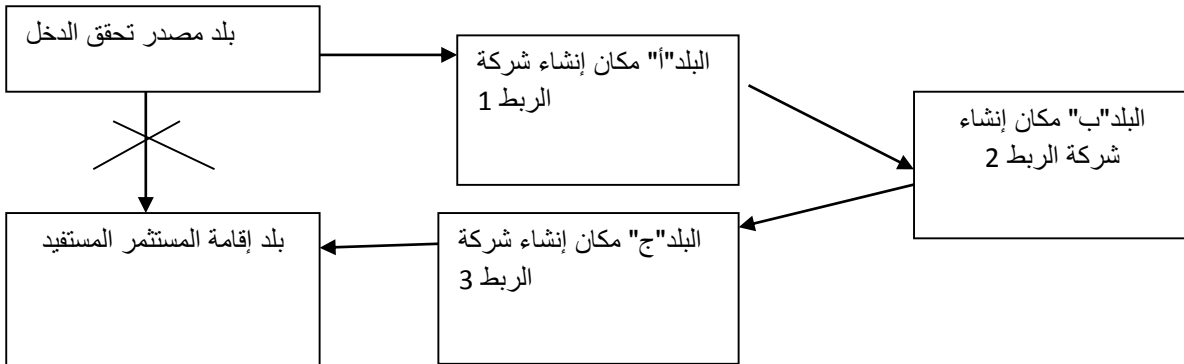 بلد مصدر تحقق الدخل
البلد"أ" مكان إنشاء شركة
الربط 1
البلد"ب" مكان إنشاء
شركة الربط 2
البلد"ج" مكان إنشاء شركة
الربط 3
بلد إقامة المستثمر المستفيد